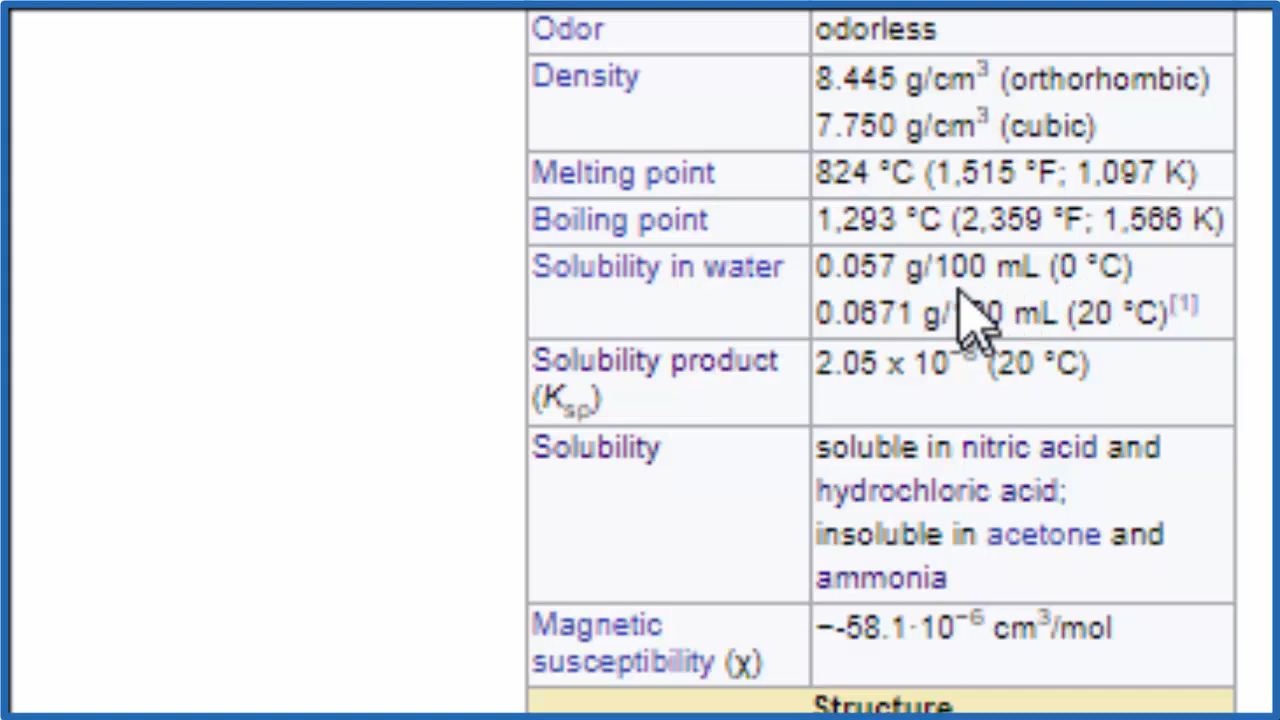 Odor odorless
Density 8.445 g/cm³ (orthorhombic)
7.750 g/cm³ (cubic)
Melting point 824 °C (1,515 °F; 1,097 K)
Boiling point 1,293 °C (2,359 °F; 1,566 K)
Solubility in water 0.057 g/100 mL (0 °C)
0.0671 g/ mL (20 °C)[1]
Solubility product 2.05 x 10 (20 °C)
(Ksp)
Solubility soluble in nitric acid and
hydrochloric acid;
insoluble in acetone and
ammonia
Magnetic −-58.1·10⁻⁶ cm³/mol
susceptibility (χ)
Structure